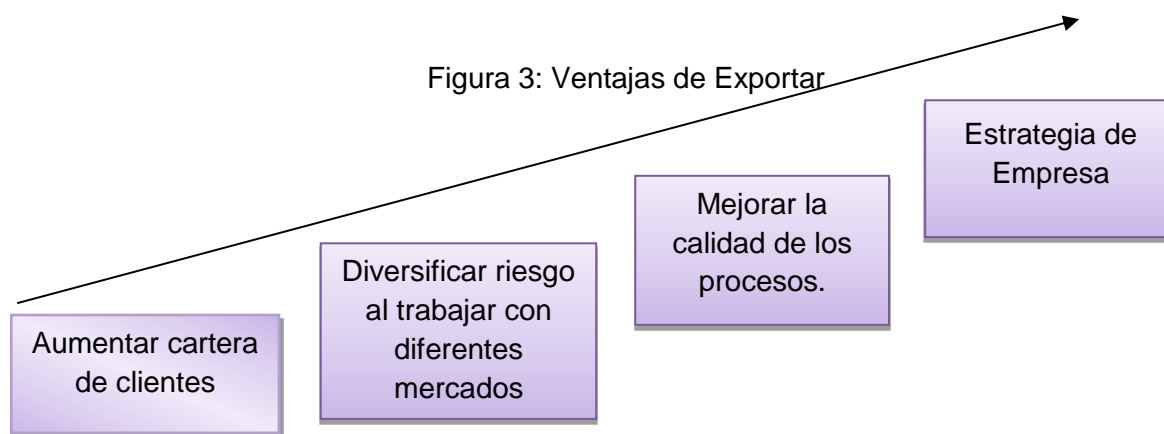 Figura 3: Ventajas de Exportar
Aumentar cartera
de clientes
Diversificar riesgo
al trabajar con
diferentes
mercados
Mejorar la
calidad de los
procesos.
Estrategia de
Empresa